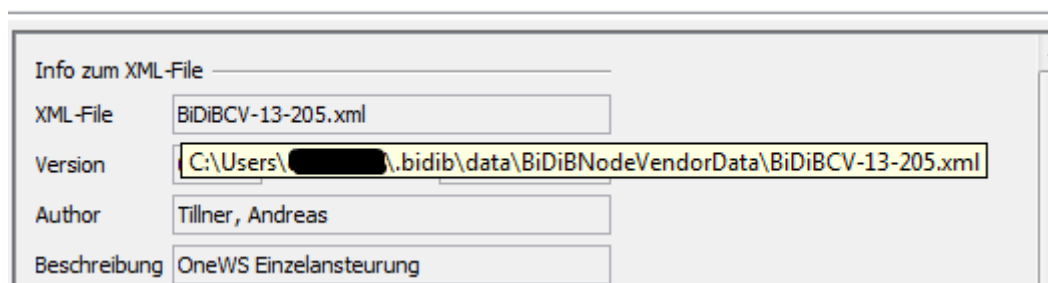 Info zum XML-File
XML-File BiDiBCV-13-205.xml
Version C:\Users\ \.bidib\data\BiDiBNodeVendorData\BiDiBCV-13-205.xml
Author Tillner, Andreas
Beschreibung OneWS Einzelansteurung